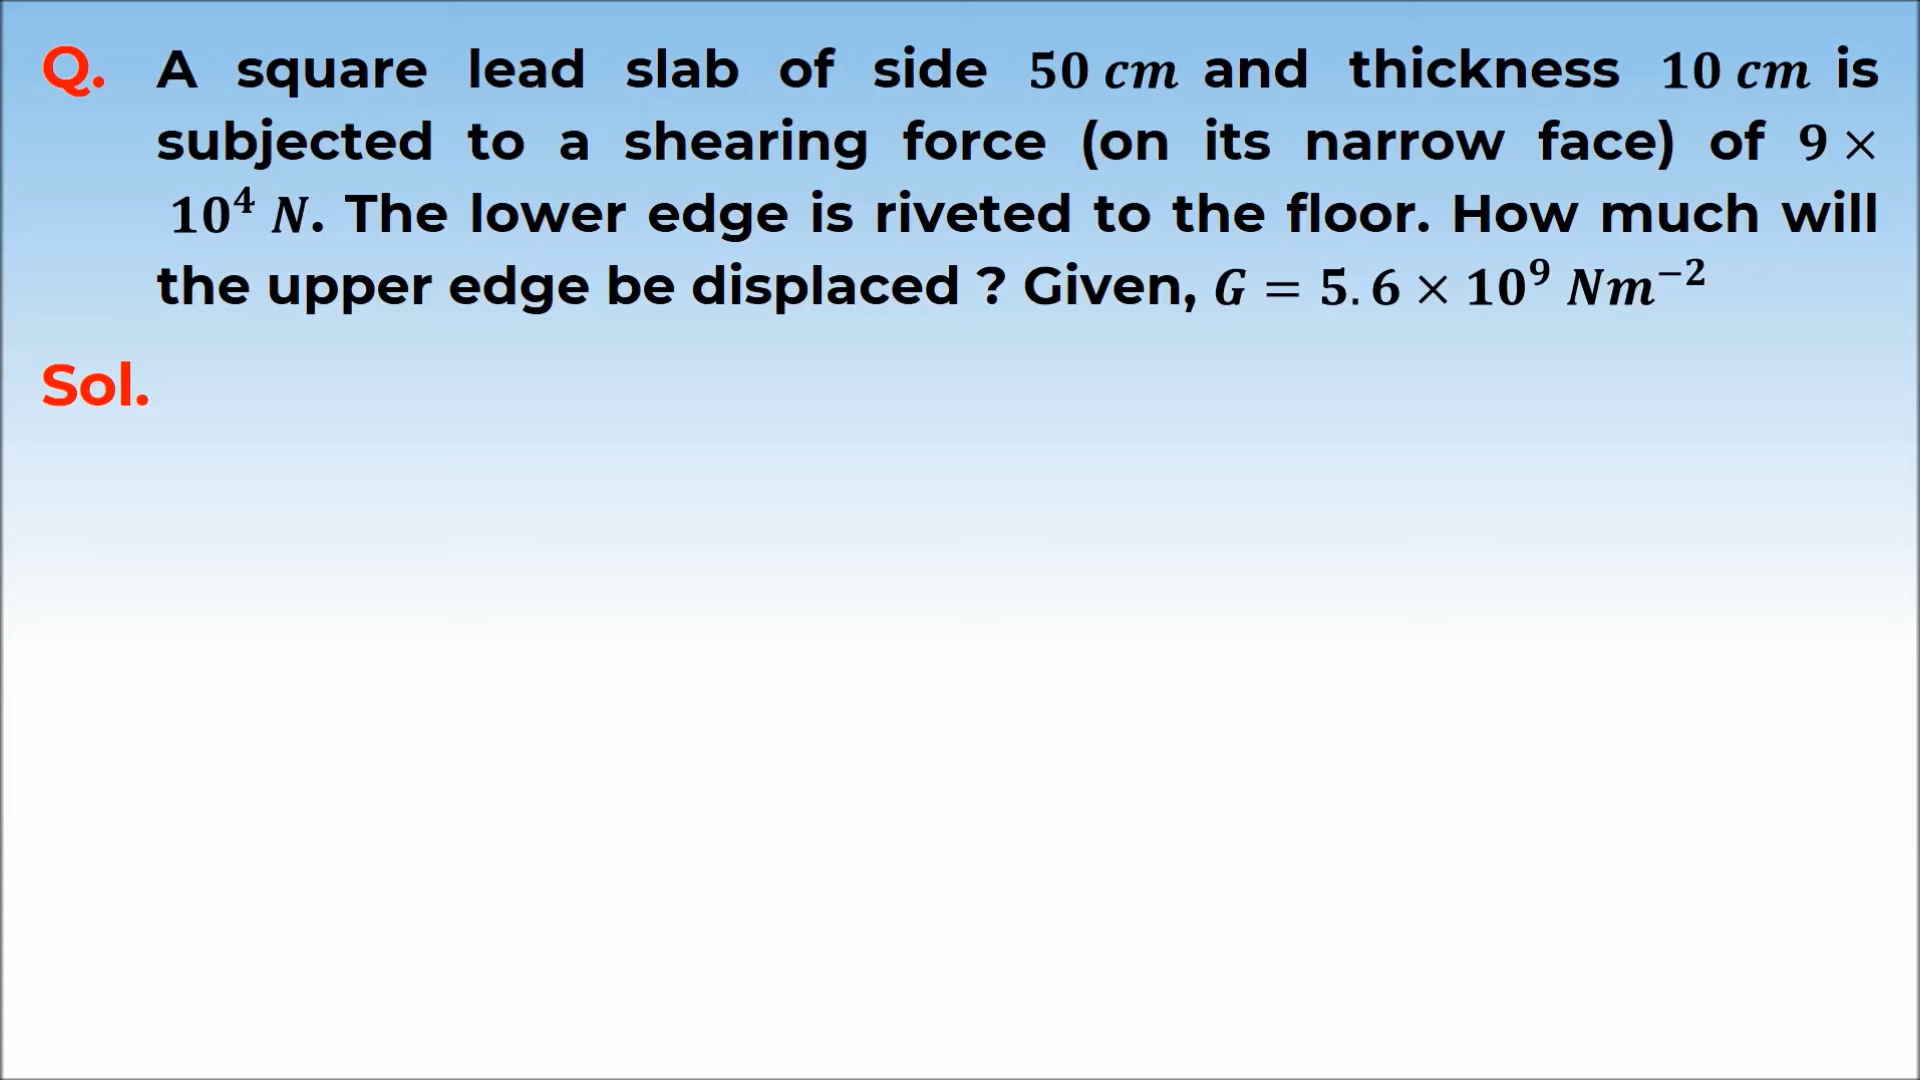 Q. A square lead slab of side 50 cm and thickness 10 cm is
subjected to a shearing force (on its narrow face) of 9 ×
10⁴ N. The lower edge is riveted to the floor. How much will
the upper edge be displaced ? Given, G = 5.6 × 10⁹ Nm⁻²
Sol.